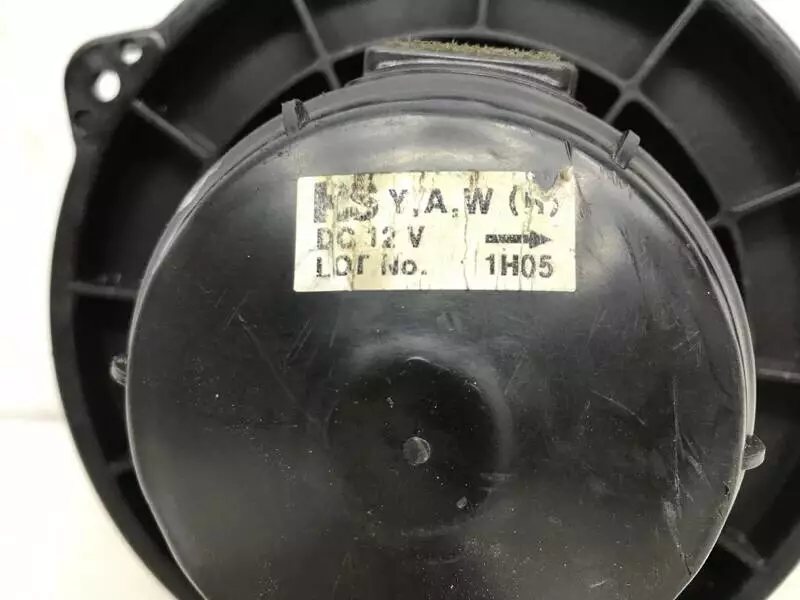 Y,A,W (H)
DC 12 V
LOT No. 1H05